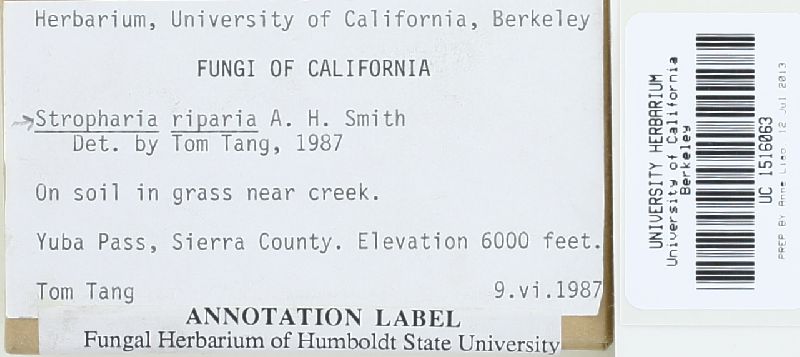 Herbarium, University of California, Berkeley
FUNGI OF CALIFORNIA
Stropharia riparia A. H. Smith
Det. by Tom Tang, 1987
On soil in grass near creek.
Yuba Pass, Sierra County. Elevation 6000 feet.
Tom Tang 9.vi.1987
ANNOTATION LABEL
Fungal Herbarium of Humboldt State University
UNIVERSITY HERBARIUM
University of California
Berkeley
UC 1516063
PREP BY Anne Liao 12 Jul 2013